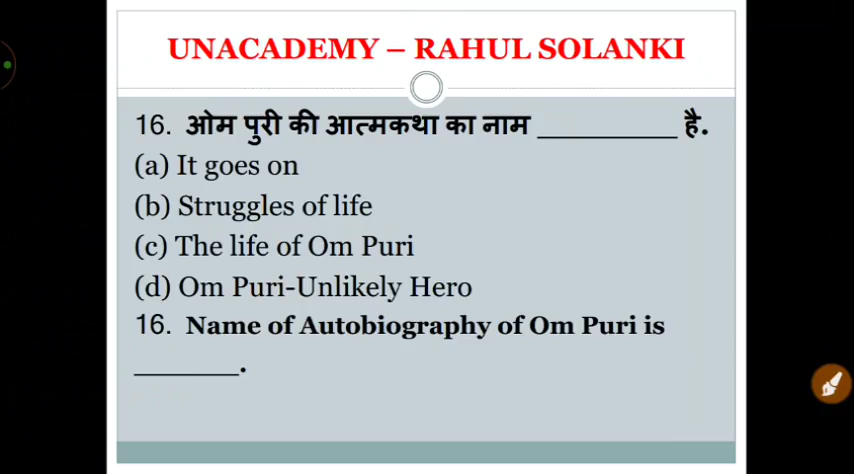 UNACADEMY – RAHUL SOLANKI
16. ओम पुरी की आत्मकथा का नाम __________ है.
(a) It goes on
(b) Struggles of life
(c) The life of Om Puri
(d) Om Puri-Unlikely Hero
16. Name of Autobiography of Om Puri is
________.